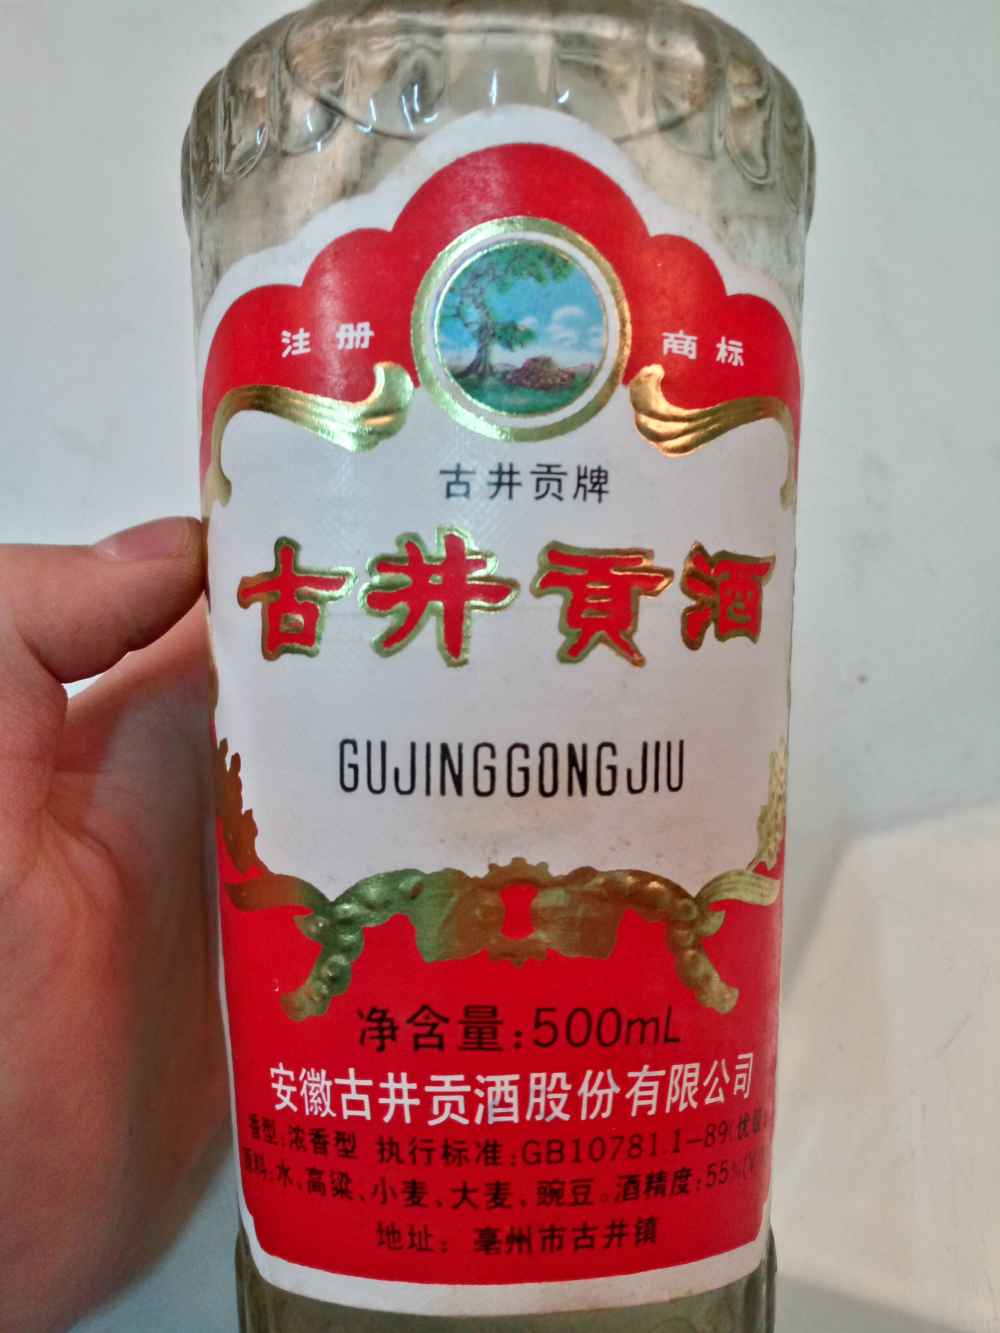 注册 商标
古井贡牌
古井贡酒
GUJINGGONGJIU
净含量:500mL
安徽古井贡酒股份有限公司
香型:浓香型 执行标准:GB10781.1-89(优级
原料:水、高粱、小麦、大麦、豌豆。酒精度:55%(V
地址: 亳州市古井镇